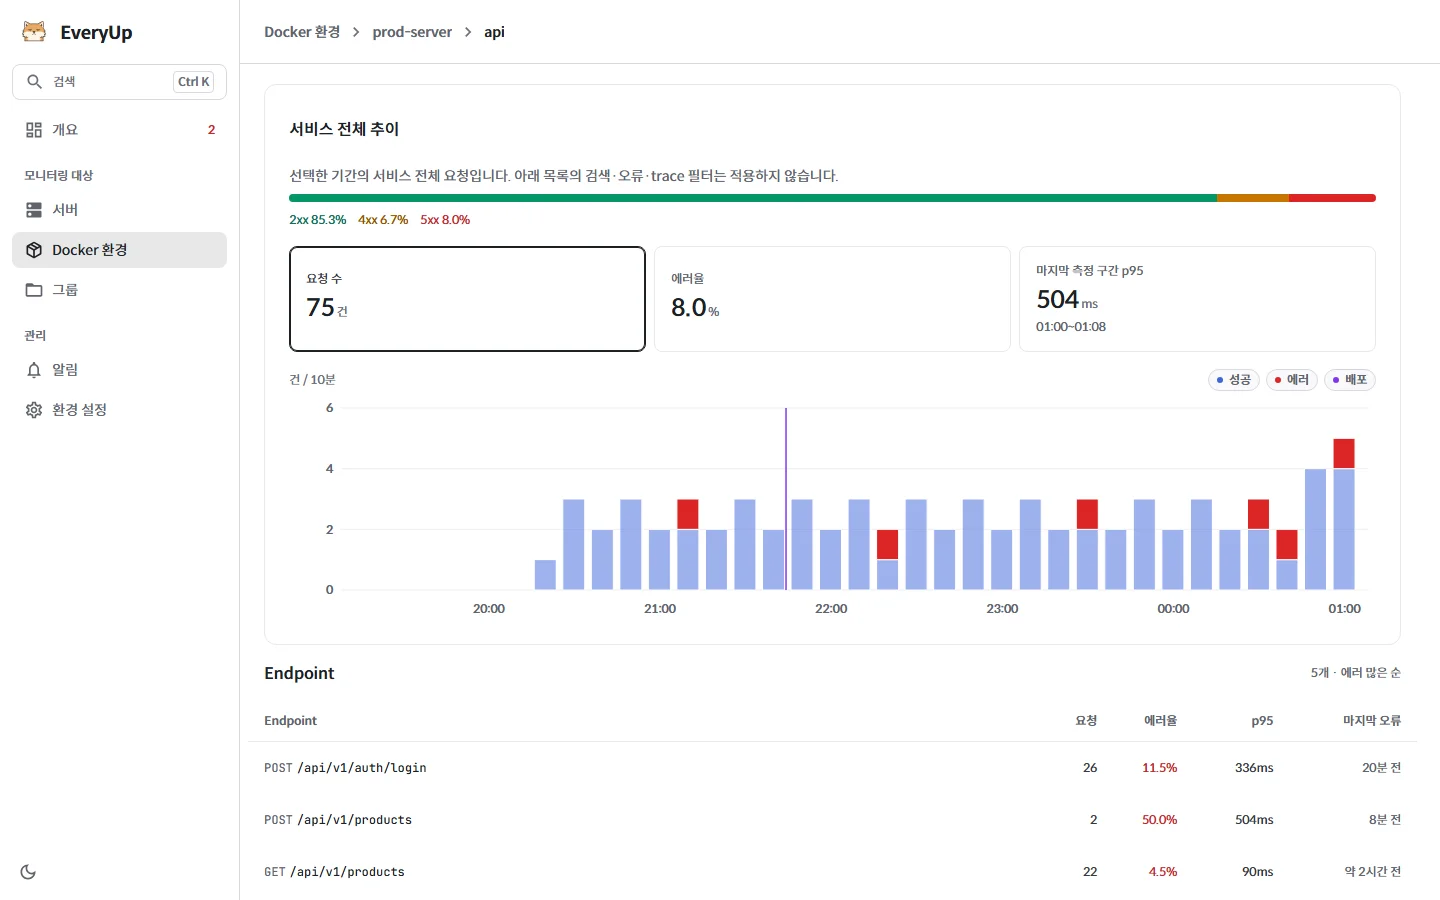 EveryUp
검색 Ctrl K
개요 2
모니터링 대상
서버
Docker 환경
그룹
관리
알림
환경 설정
Docker 환경 > prod-server > api
서비스 전체 추이
선택한 기간의 서비스 전체 요청입니다. 아래 목록의 검색·오류·trace 필터는 적용하지 않습니다.
2xx 85.3% 4xx 6.7% 5xx 8.0%
요청 수
75건
에러율
8.0%
마지막 측정 구간 p95
504ms
01:00~01:08
건 / 10분
성공 에러 배포
6
4
2
0
20:00 21:00 22:00 23:00 00:00 01:00
Endpoint 5개 · 에러 많은 순
Endpoint 요청 에러율 p95 마지막 오류
POST /api/v1/auth/login 26 11.5% 336ms 20분 전
POST /api/v1/products 2 50.0% 504ms 8분 전
GET /api/v1/products 22 4.5% 90ms 약 2시간 전